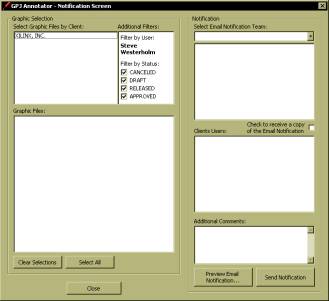 GPJ Annotator - Notification Screen
Graphic Selection
Select Graphic Files by Client:
XILINX, INC.
Additional Filters:
Filter by User:
Steve
Westerholm
Filter by Status:
CANCELED
DRAFT
RELEASED
APPROVED
Graphic Files:
Clear Selections
Select All
Close
Notification
Select Email Notification Team:
Check to receive a copy
of the Email Notification
Clients Users:
Additional Comments:
Preview Email
Notification...
Send Notification